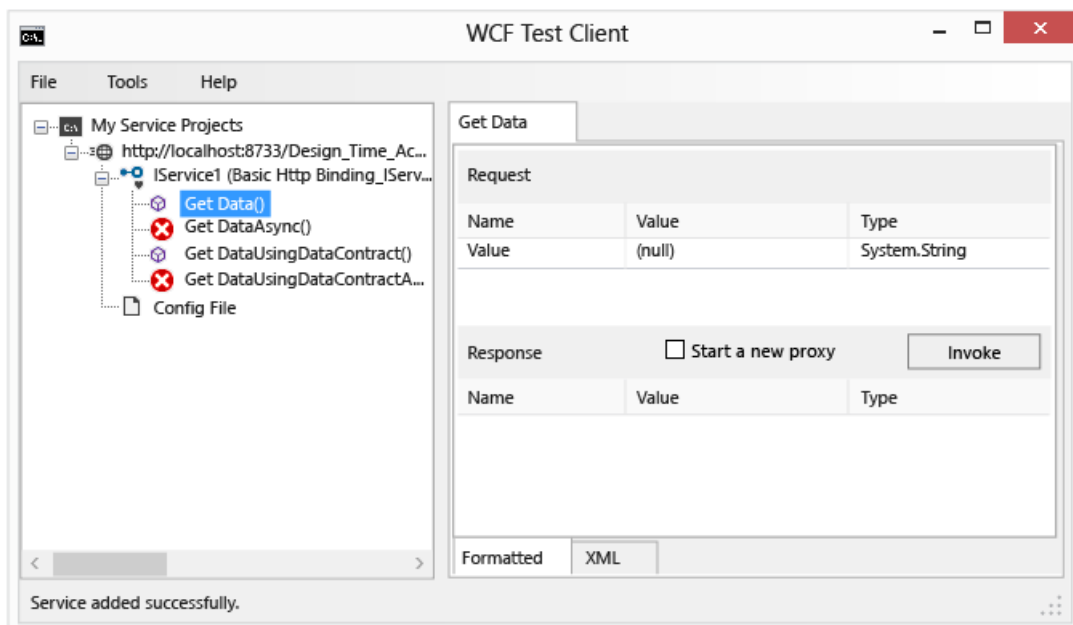 WCF Test Client
File Tools Help
My Service Projects
http://localhost:8733/Design_Time_Ac...
IService1 (Basic Http Binding_IServ...
Get Data()
Get DataAsync()
Get DataUsingDataContract()
Get DataUsingDataContractA...
Config File
Get Data
Request
Name Value Type
Value (null) System.String
Response Start a new proxy Invoke
Name Value Type
Formatted XML
Service added successfully.